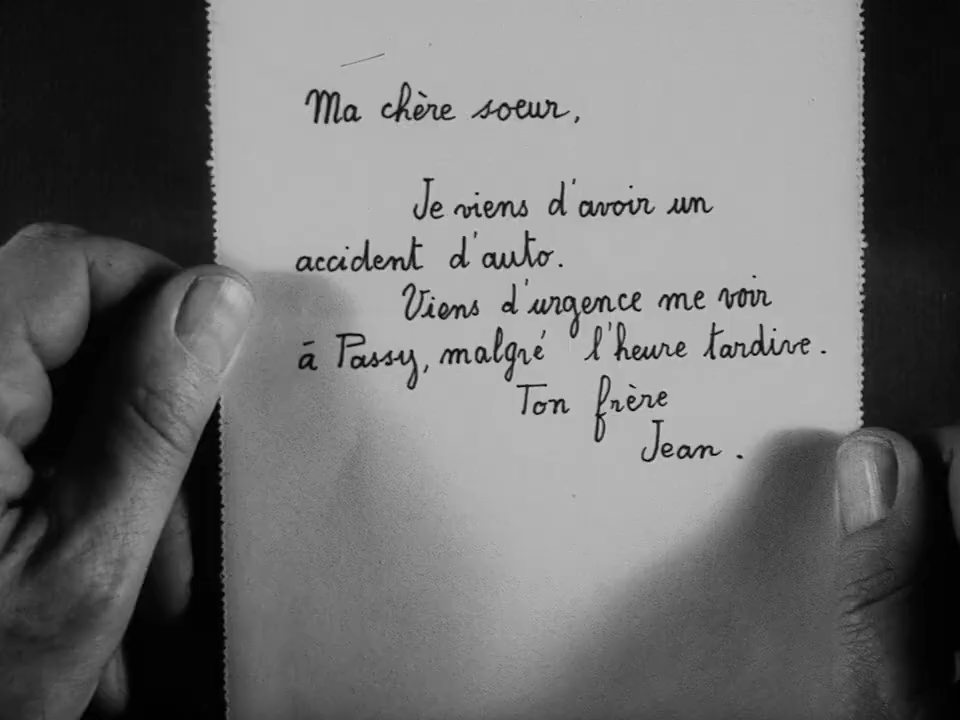 Ma chère soeur,
Je viens d'avoir un
accident d'auto.
Viens d'urgence me voir
à Passy, malgré l'heure tardive.
Ton frère
Jean.